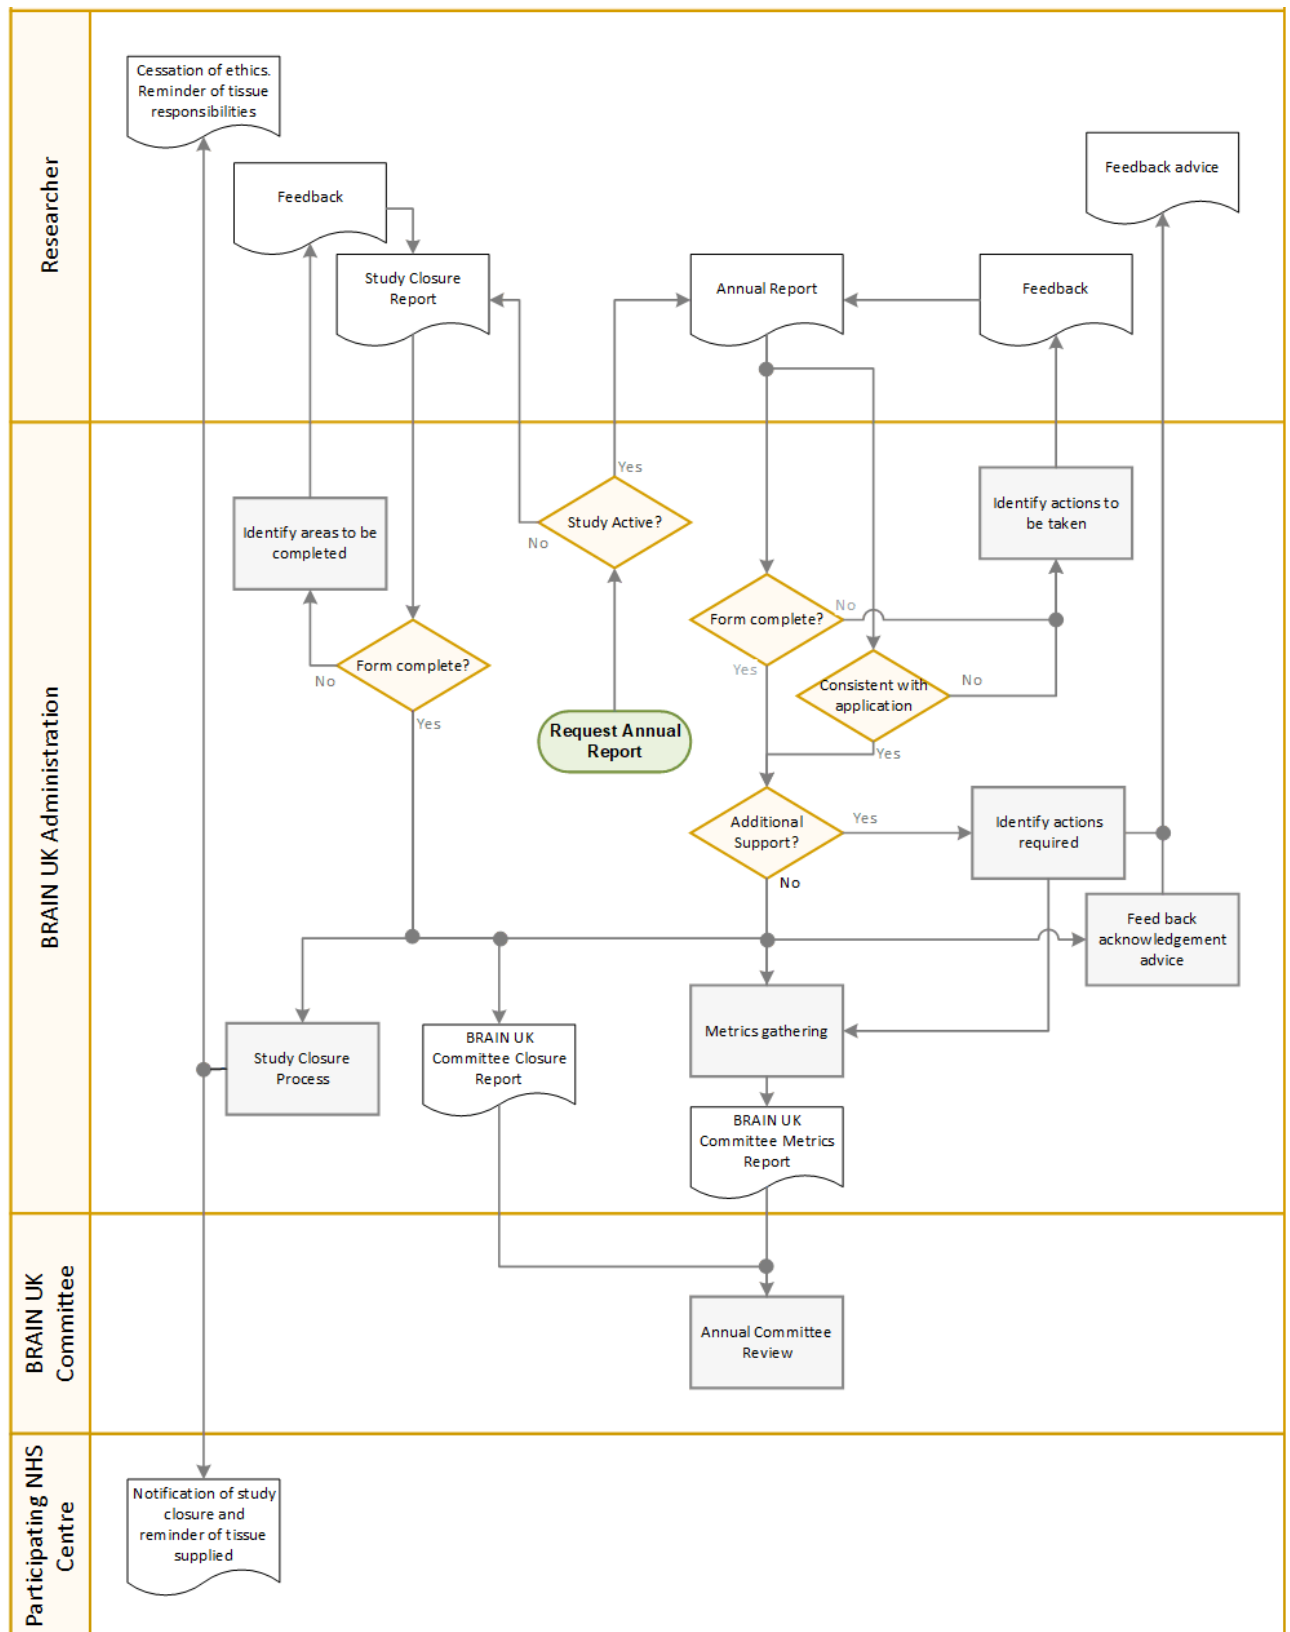 Researcher
Cessation of ethics.
Reminder of tissue
responsibilities
Feedback
Study Closure
Report
Annual Report
Feedback
Feedback advice
BRAIN UK Administration
Identify areas to be
completed
Yes
Study Active?
No
Identify actions to
be taken
Form complete?
No
Yes
Form complete?
No
Yes
Consistent with
application
No
Yes
Request Annual
Report
Additional
Support?
Yes
No
Identify actions
required
Feed back
acknowledgement
advice
Study Closure
Process
BRAIN UK
Committee Closure
Report
Metrics gathering
BRAIN UK
Committee Metrics
Report
BRAIN UK
Committee
Annual Committee
Review
Participating NHS
Centre
Notification of study
closure and
reminder of tissue
supplied